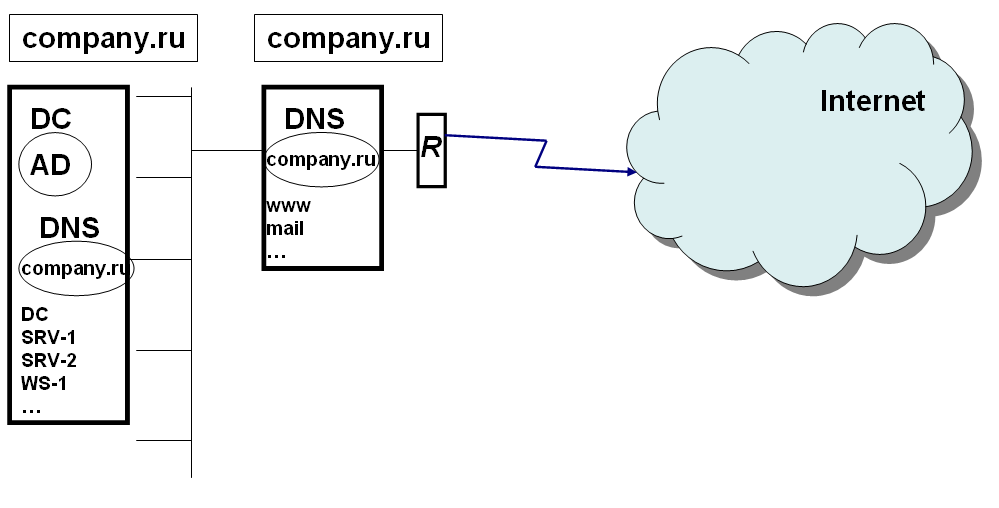 company.ru
company.ru
DC
AD
DNS
company.ru
DC
SRV-1
SRV-2
WS-1
...
DNS
company.ru
www
mail
...
R
Internet